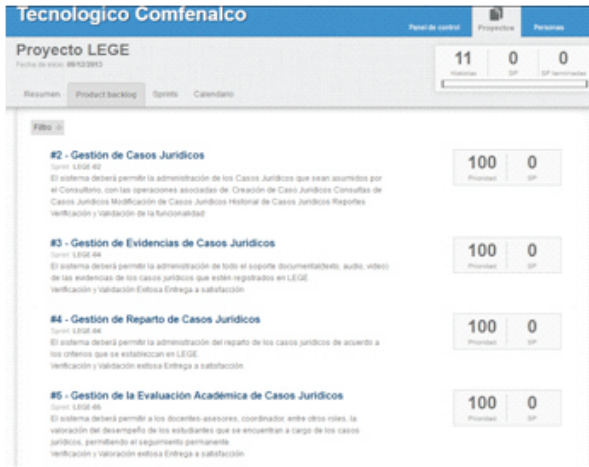 Tecnologico Comfenalco
Panel de control Proyectos Personas
Proyecto LEGE
Fecha de inicio: 09/12/2013
11 0 0
Historias SP SP terminadas
Resumen Product backlog Sprints Calendario
Filtro
#2 - Gestión de Casos Jurídicos
Sprint: LEGE-02
100 0
Prioridad SP
El sistema deberá permitir la administración de los Casos Jurídicos que sean asumidos por
el Consultorio, con las operaciones asociadas de: Creación de Caso Jurídicos Consultas de
Casos Jurídicos Modificación de Casos Jurídicos Historial de Casos Jurídicos Reportes
Verificación y Validación de la funcionalidad
#3 - Gestión de Evidencias de Casos Jurídicos
Sprint: LEGE-04
100 0
Prioridad SP
El sistema deberá permitir la administración de todo el soporte documental(texto, audio, video)
de las evidencias de los casos jurídicos que estén registrados en LEGE
Verificación y Validación Exitosa Entrega a satisfacción
#4 - Gestión de Reparto de Casos Jurídicos
Sprint: LEGE-04
100 0
Prioridad SP
El sistema deberá permitir la administración del reparto de los casos jurídicos de acuerdo a
los criterios que se establezcan en LEGE
Verificación y Validación exitosa Entrega a satisfacción
#5 - Gestión de la Evaluación Académica de Casos Jurídicos
Sprint: LEGE-05
100 0
Prioridad SP
El sistema deberá permitir a los docentes-asesores, coordinador, entre otros roles, la
valoración del desempeño de los estudiantes que se encuentran a cargo de los casos
jurídicos, permitiendo el seguimiento permanente
Verificación y Valoración exitosa Entrega a satisfacción